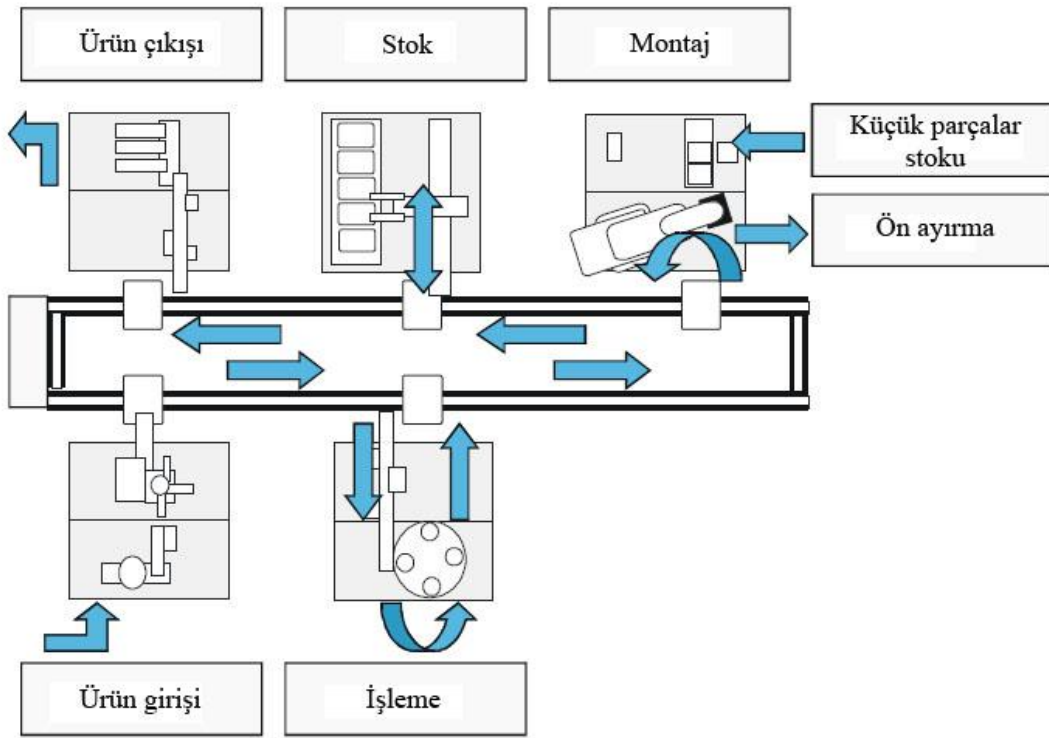 Ürün çıkışı
Stok
Montaj
Küçük parçalar
stoku
Ön ayırma
Ürün girişi
İşleme